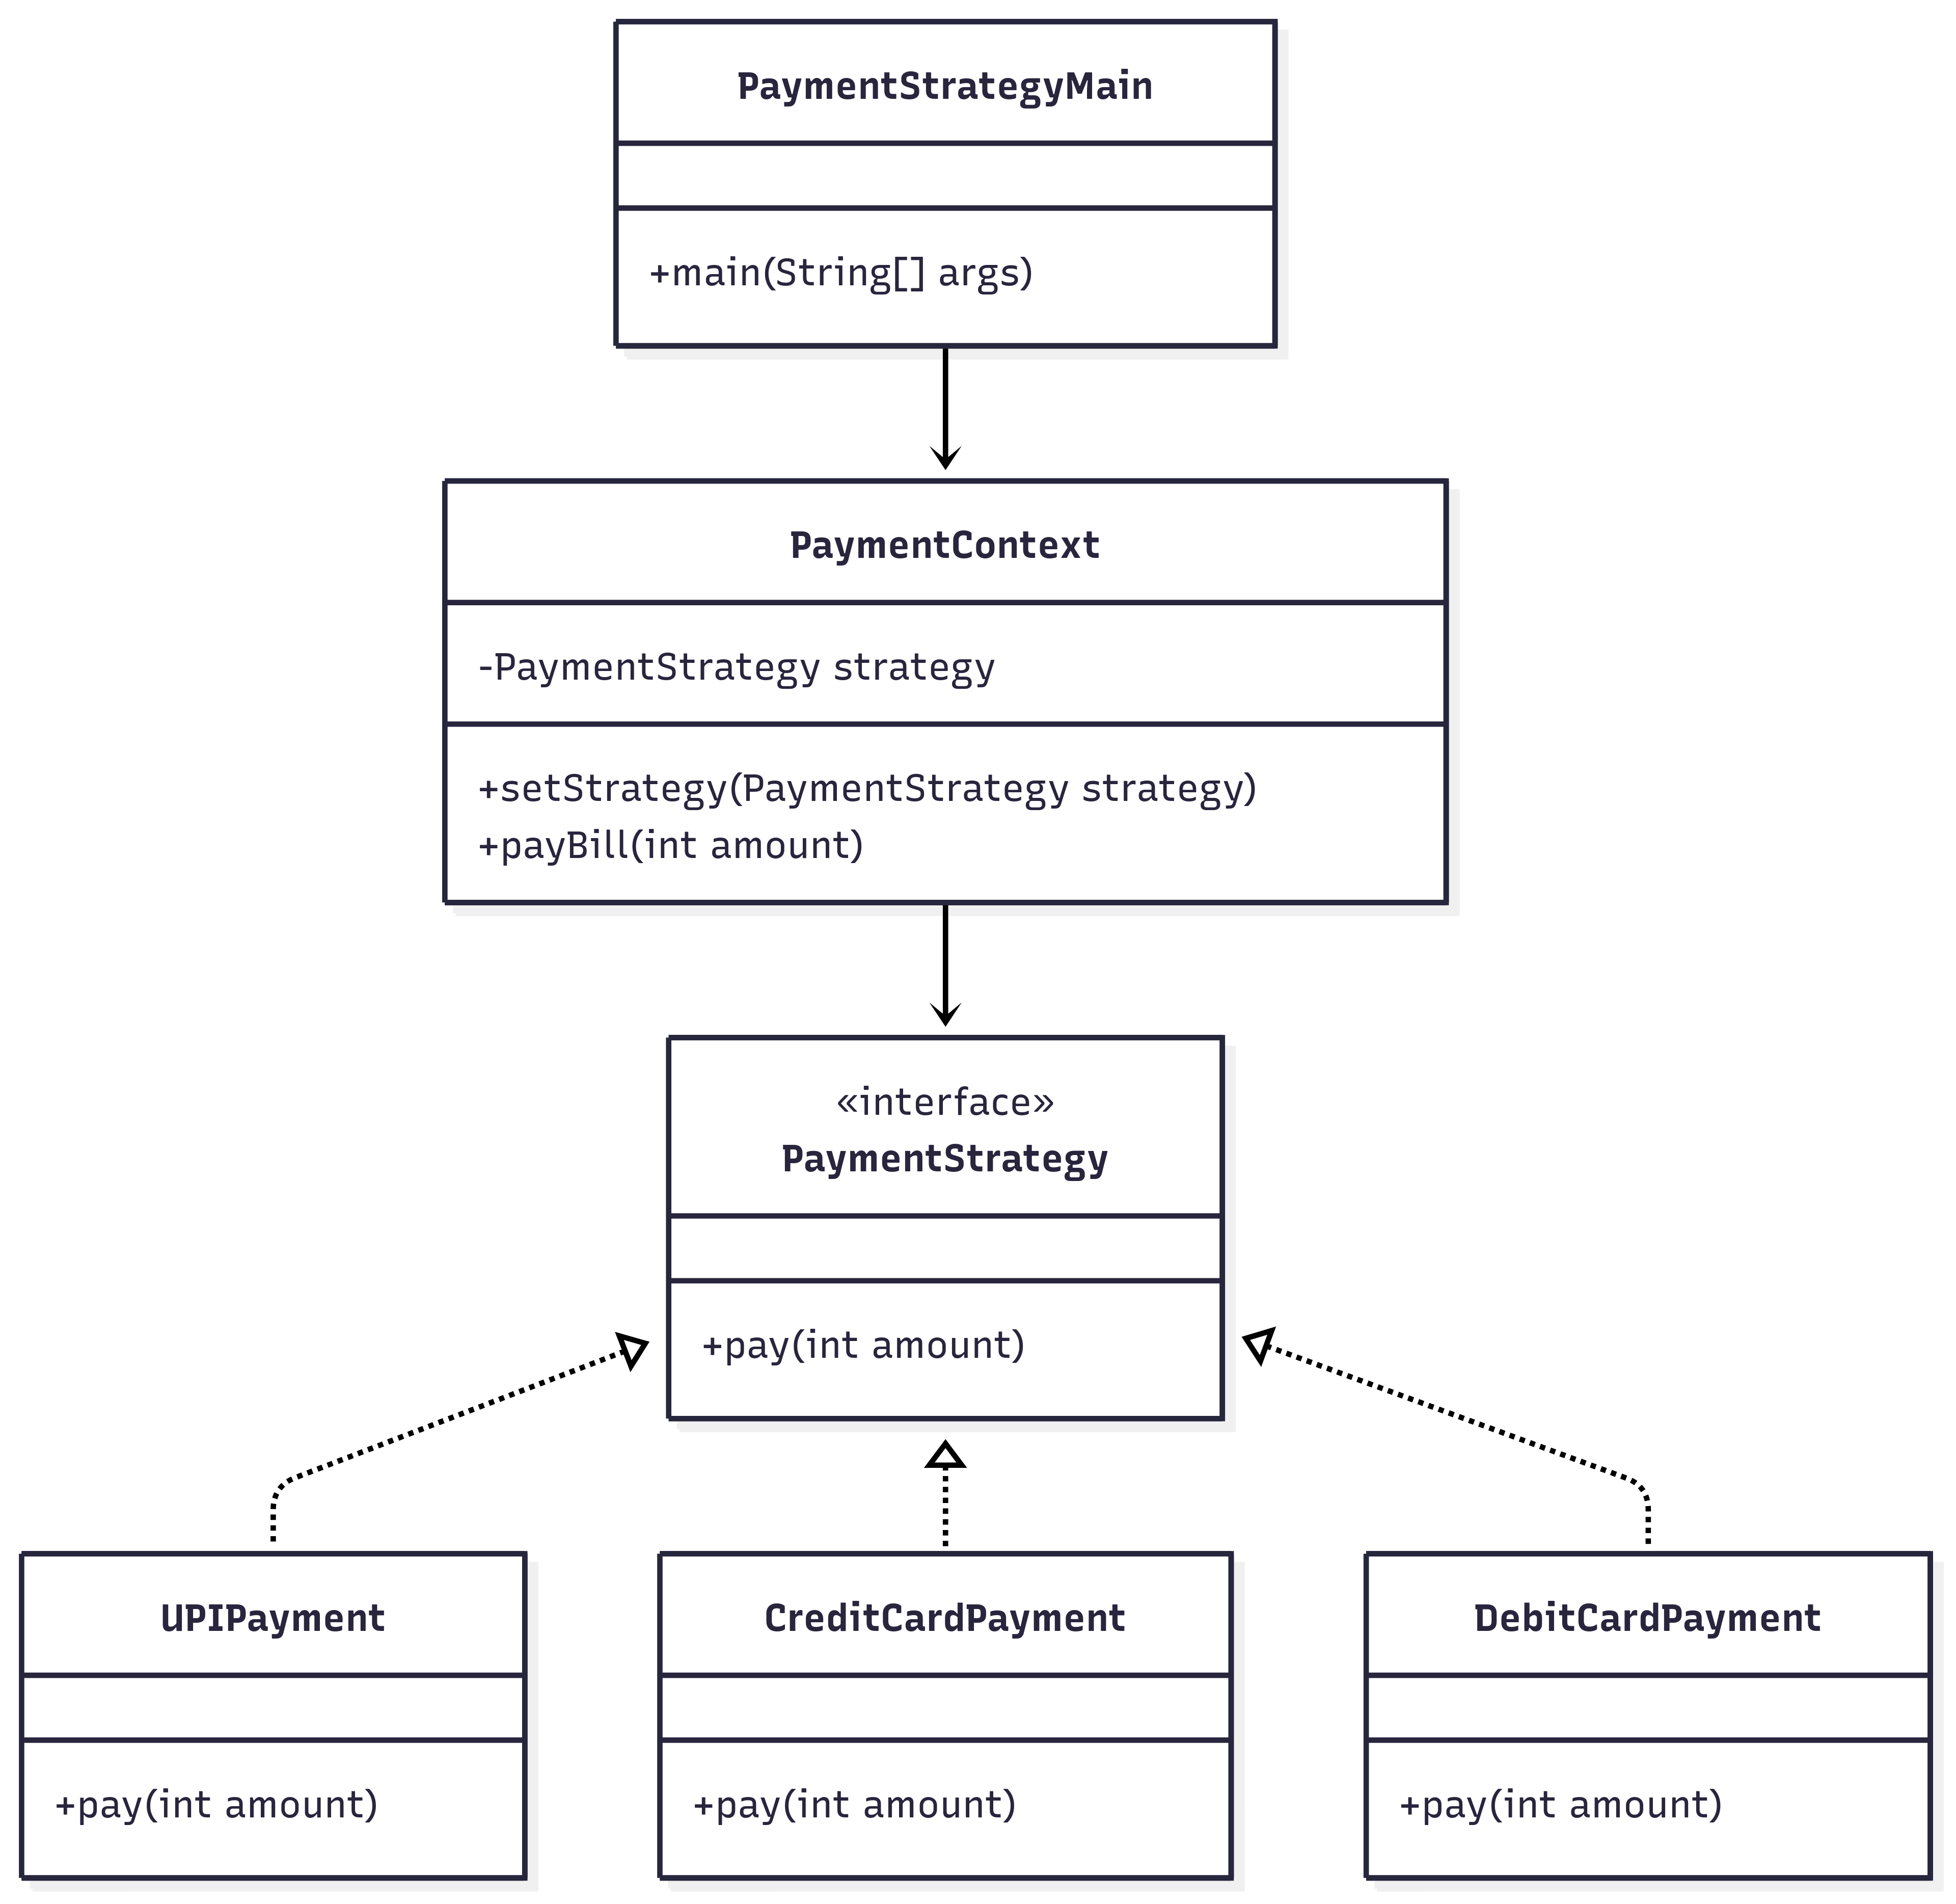 PaymentStrategyMain
+main(String[] args)
PaymentContext
-PaymentStrategy strategy
+setStrategy(PaymentStrategy strategy)
+payBill(int amount)
«interface»
PaymentStrategy
+pay(int amount)
UPIPayment
+pay(int amount)
CreditCardPayment
+pay(int amount)
DebitCardPayment
+pay(int amount)